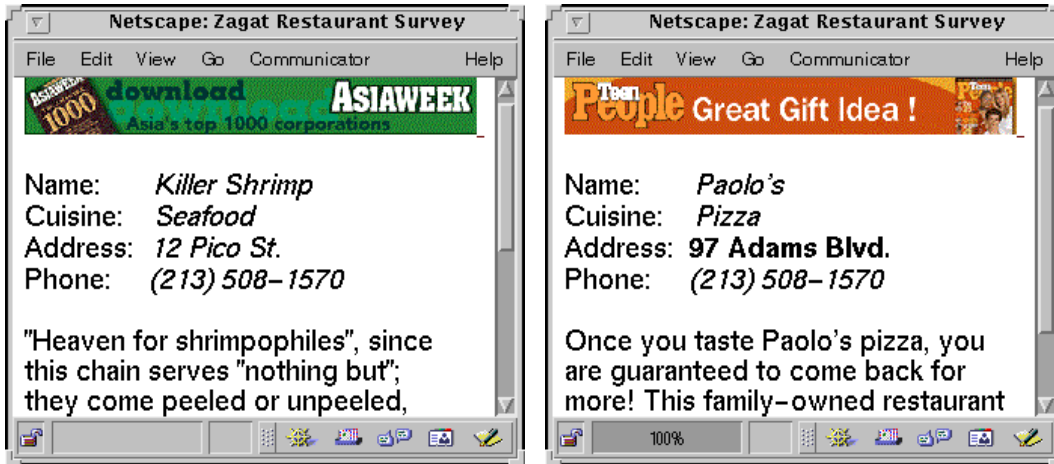 Netscape: Zagat Restaurant Survey
File Edit View Go Communicator Help
ASIAWEEK 1000
download
ASIAWEEK
Asia's top 1000 corporations
Name: Killer Shrimp
Cuisine: Seafood
Address: 12 Pico St.
Phone: (213) 508-1570
"Heaven for shrimpophiles", since
this chain serves "nothing but";
they come peeled or unpeeled,
Netscape: Zagat Restaurant Survey
File Edit View Go Communicator Help
Teen
People Great Gift Idea !
Name: Paolo's
Cuisine: Pizza
Address: 97 Adams Blvd.
Phone: (213) 508-1570
Once you taste Paolo's pizza, you
are guaranteed to come back for
more! This family-owned restaurant
100%